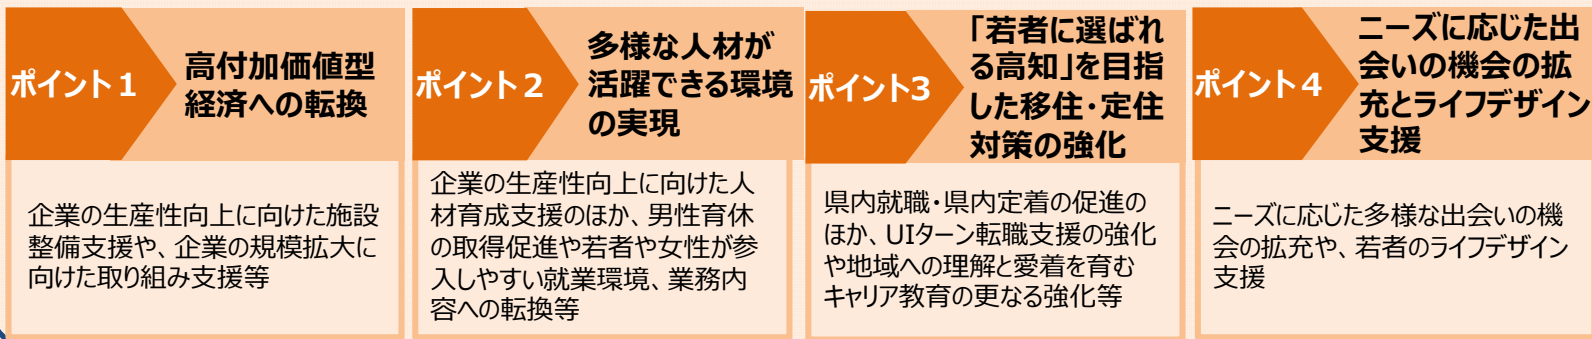 ポイント1
高付加価値型
経済への転換
企業の生産性向上に向けた施設
整備支援や、企業の規模拡大に
向けた取り組み支援等
ポイント2
多様な人材が
活躍できる環境
の実現
企業の生産性向上に向けた人
材育成支援のほか、男性育休
の取得促進や若者や女性が参
入しやすい就業環境、業務内
容への転換等
ポイント3
「若者に選ばれ
る高知」を目指
した移住・定住
対策の強化
県内就職・県内定着の促進の
ほか、UIターン転職支援の強化
や地域への理解と愛着を育む
キャリア教育の更なる強化等
ポイント4
ニーズに応じた出
会いの機会の拡
充とライフデザイン
支援
ニーズに応じた多様な出会いの機
会の拡充や、若者のライフデザイン
支援